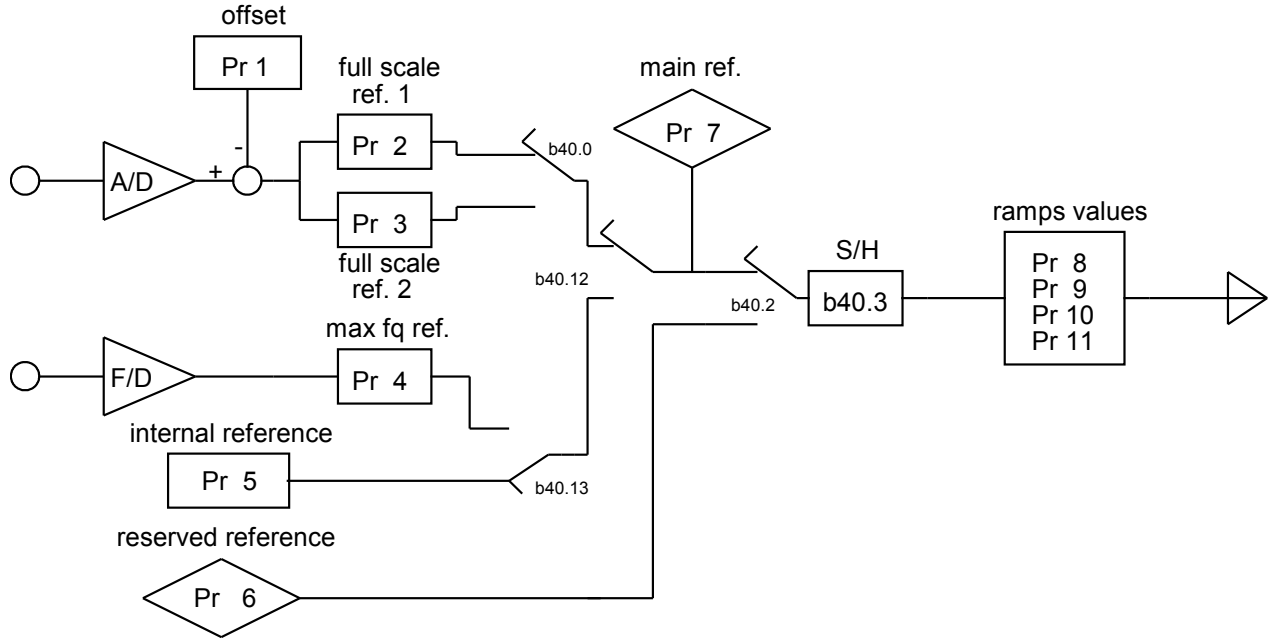 offset
Pr 1
full scale
ref. 1
main ref.
Pr 2
b40.0
Pr 7
-
+
A/D
Pr 3
ramps values
full scale
ref. 2
S/H
b40.12
b40.2
b40.3
Pr 8
Pr 9
Pr 10
Pr 11
max fq ref.
F/D
Pr 4
internal reference
Pr 5
b40.13
reserved reference
Pr 6